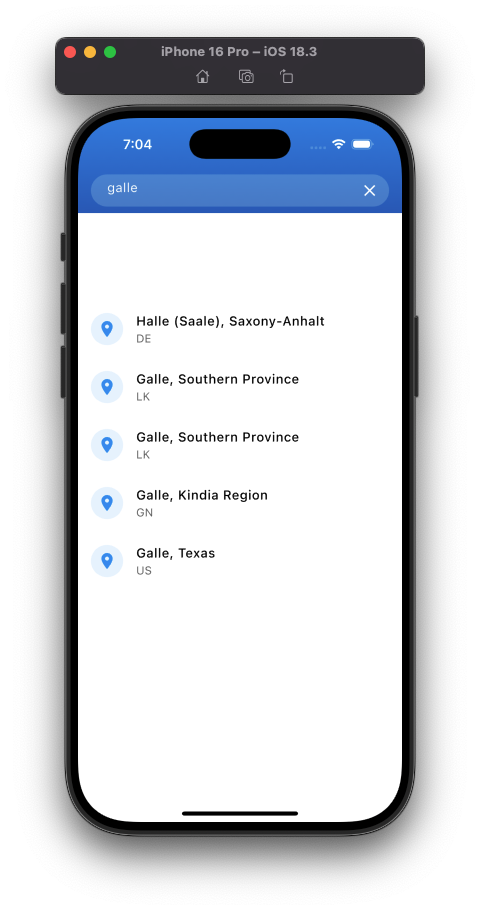 iPhone 16 Pro – iOS 18.3
7:04
galle
Halle (Saale), Saxony-Anhalt
DE
Galle, Southern Province
LK
Galle, Southern Province
LK
Galle, Kindia Region
GN
Galle, Texas
US